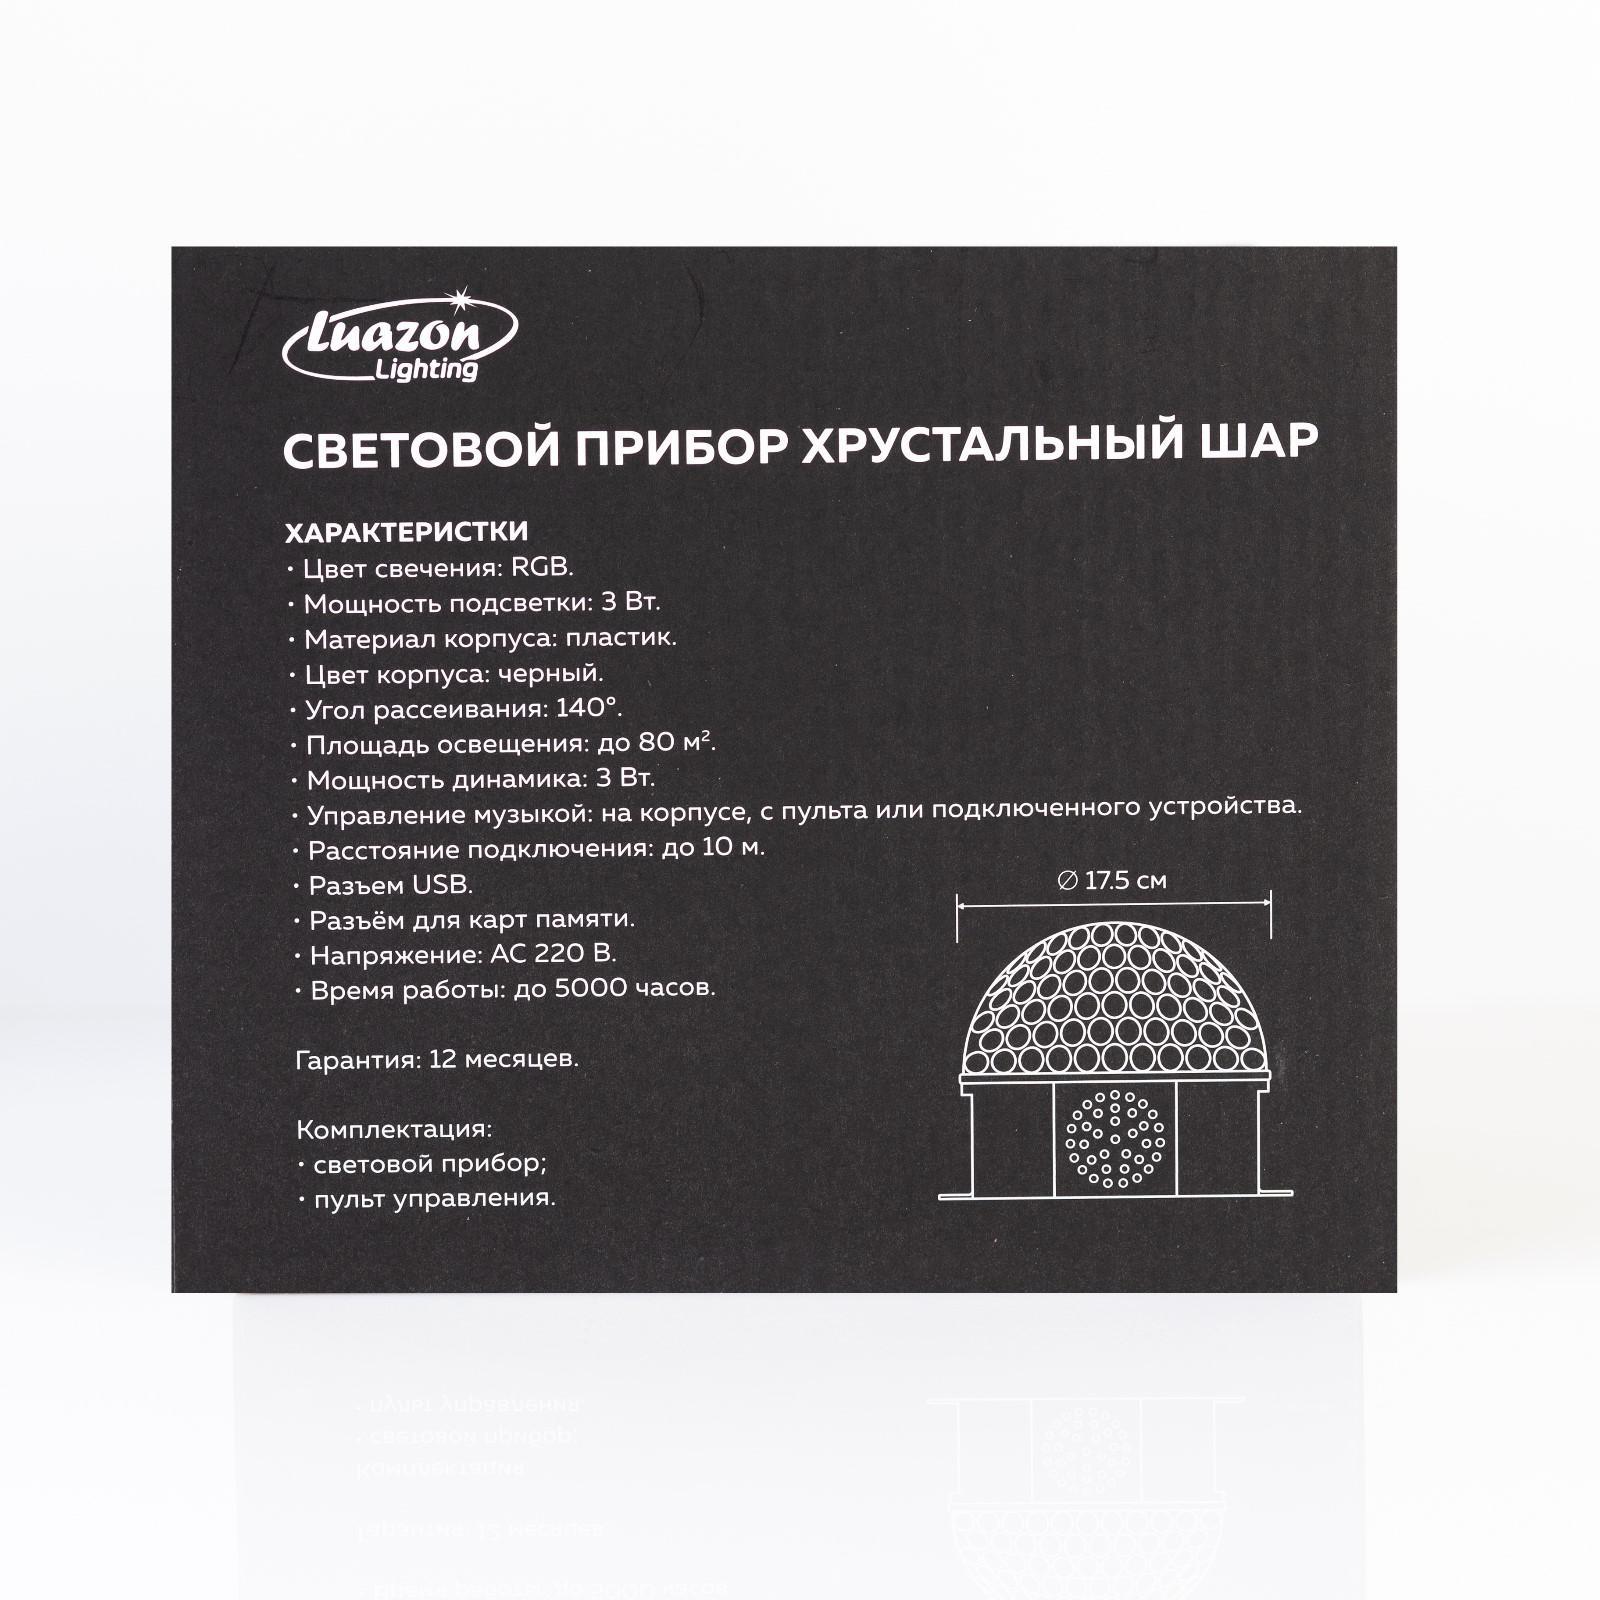 Luazon
Lighting
СВЕТОВОЙ ПРИБОР ХРУСТАЛЬНЫЙ ШАР
ХАРАКТЕРИСТКИ
• Цвет свечения: RGB.
• Мощность подсветки: 3 Вт.
• Материал корпуса: пластик.
• Цвет корпуса: черный.
• Угол рассеивания: 140°.
• Площадь освещения: до 80 м².
• Мощность динамика: 3 Вт.
• Управление музыкой: на корпусе, с пульта или подключенного устройства.
• Расстояние подключения: до 10 м.
• Разъем USB.
• Разъём для карт памяти.
• Напряжение: AC 220 В.
• Время работы: до 5000 часов.
Гарантия: 12 месяцев.
Комплектация:
• световой прибор;
• пульт управления.
∅ 17.5 см